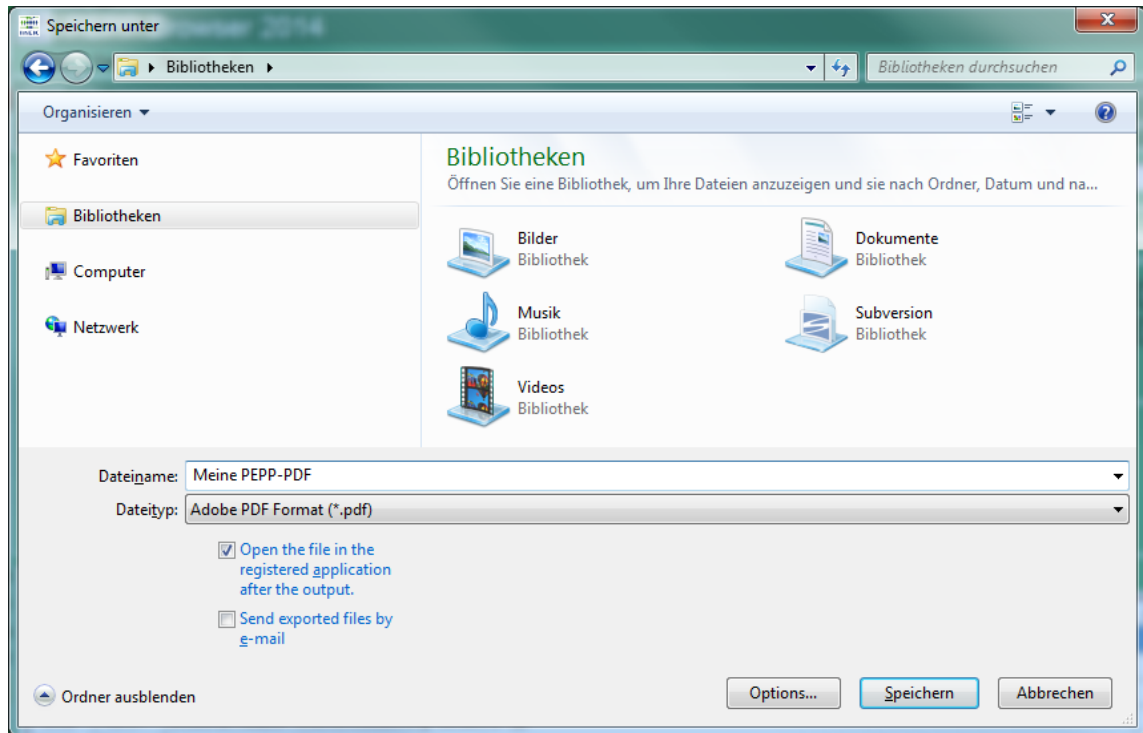 Speichern unter
Browser 2014
Bibliotheken
Bibliotheken durchsuchen
Organisieren
Favoriten
Bibliotheken
Computer
Netzwerk
Bibliotheken
Öffnen Sie eine Bibliothek, um Ihre Dateien anzuzeigen und sie nach Ordner, Datum und na...
Bilder
Bibliothek
Dokumente
Bibliothek
Musik
Bibliothek
Subversion
Bibliothek
Videos
Bibliothek
Dateiname: Meine PEPP-PDF
Dateityp: Adobe PDF Format (*.pdf)
Open the file in the
registered application
after the output.
Send exported files by
e-mail
Ordner ausblenden
Options...
Speichern
Abbrechen